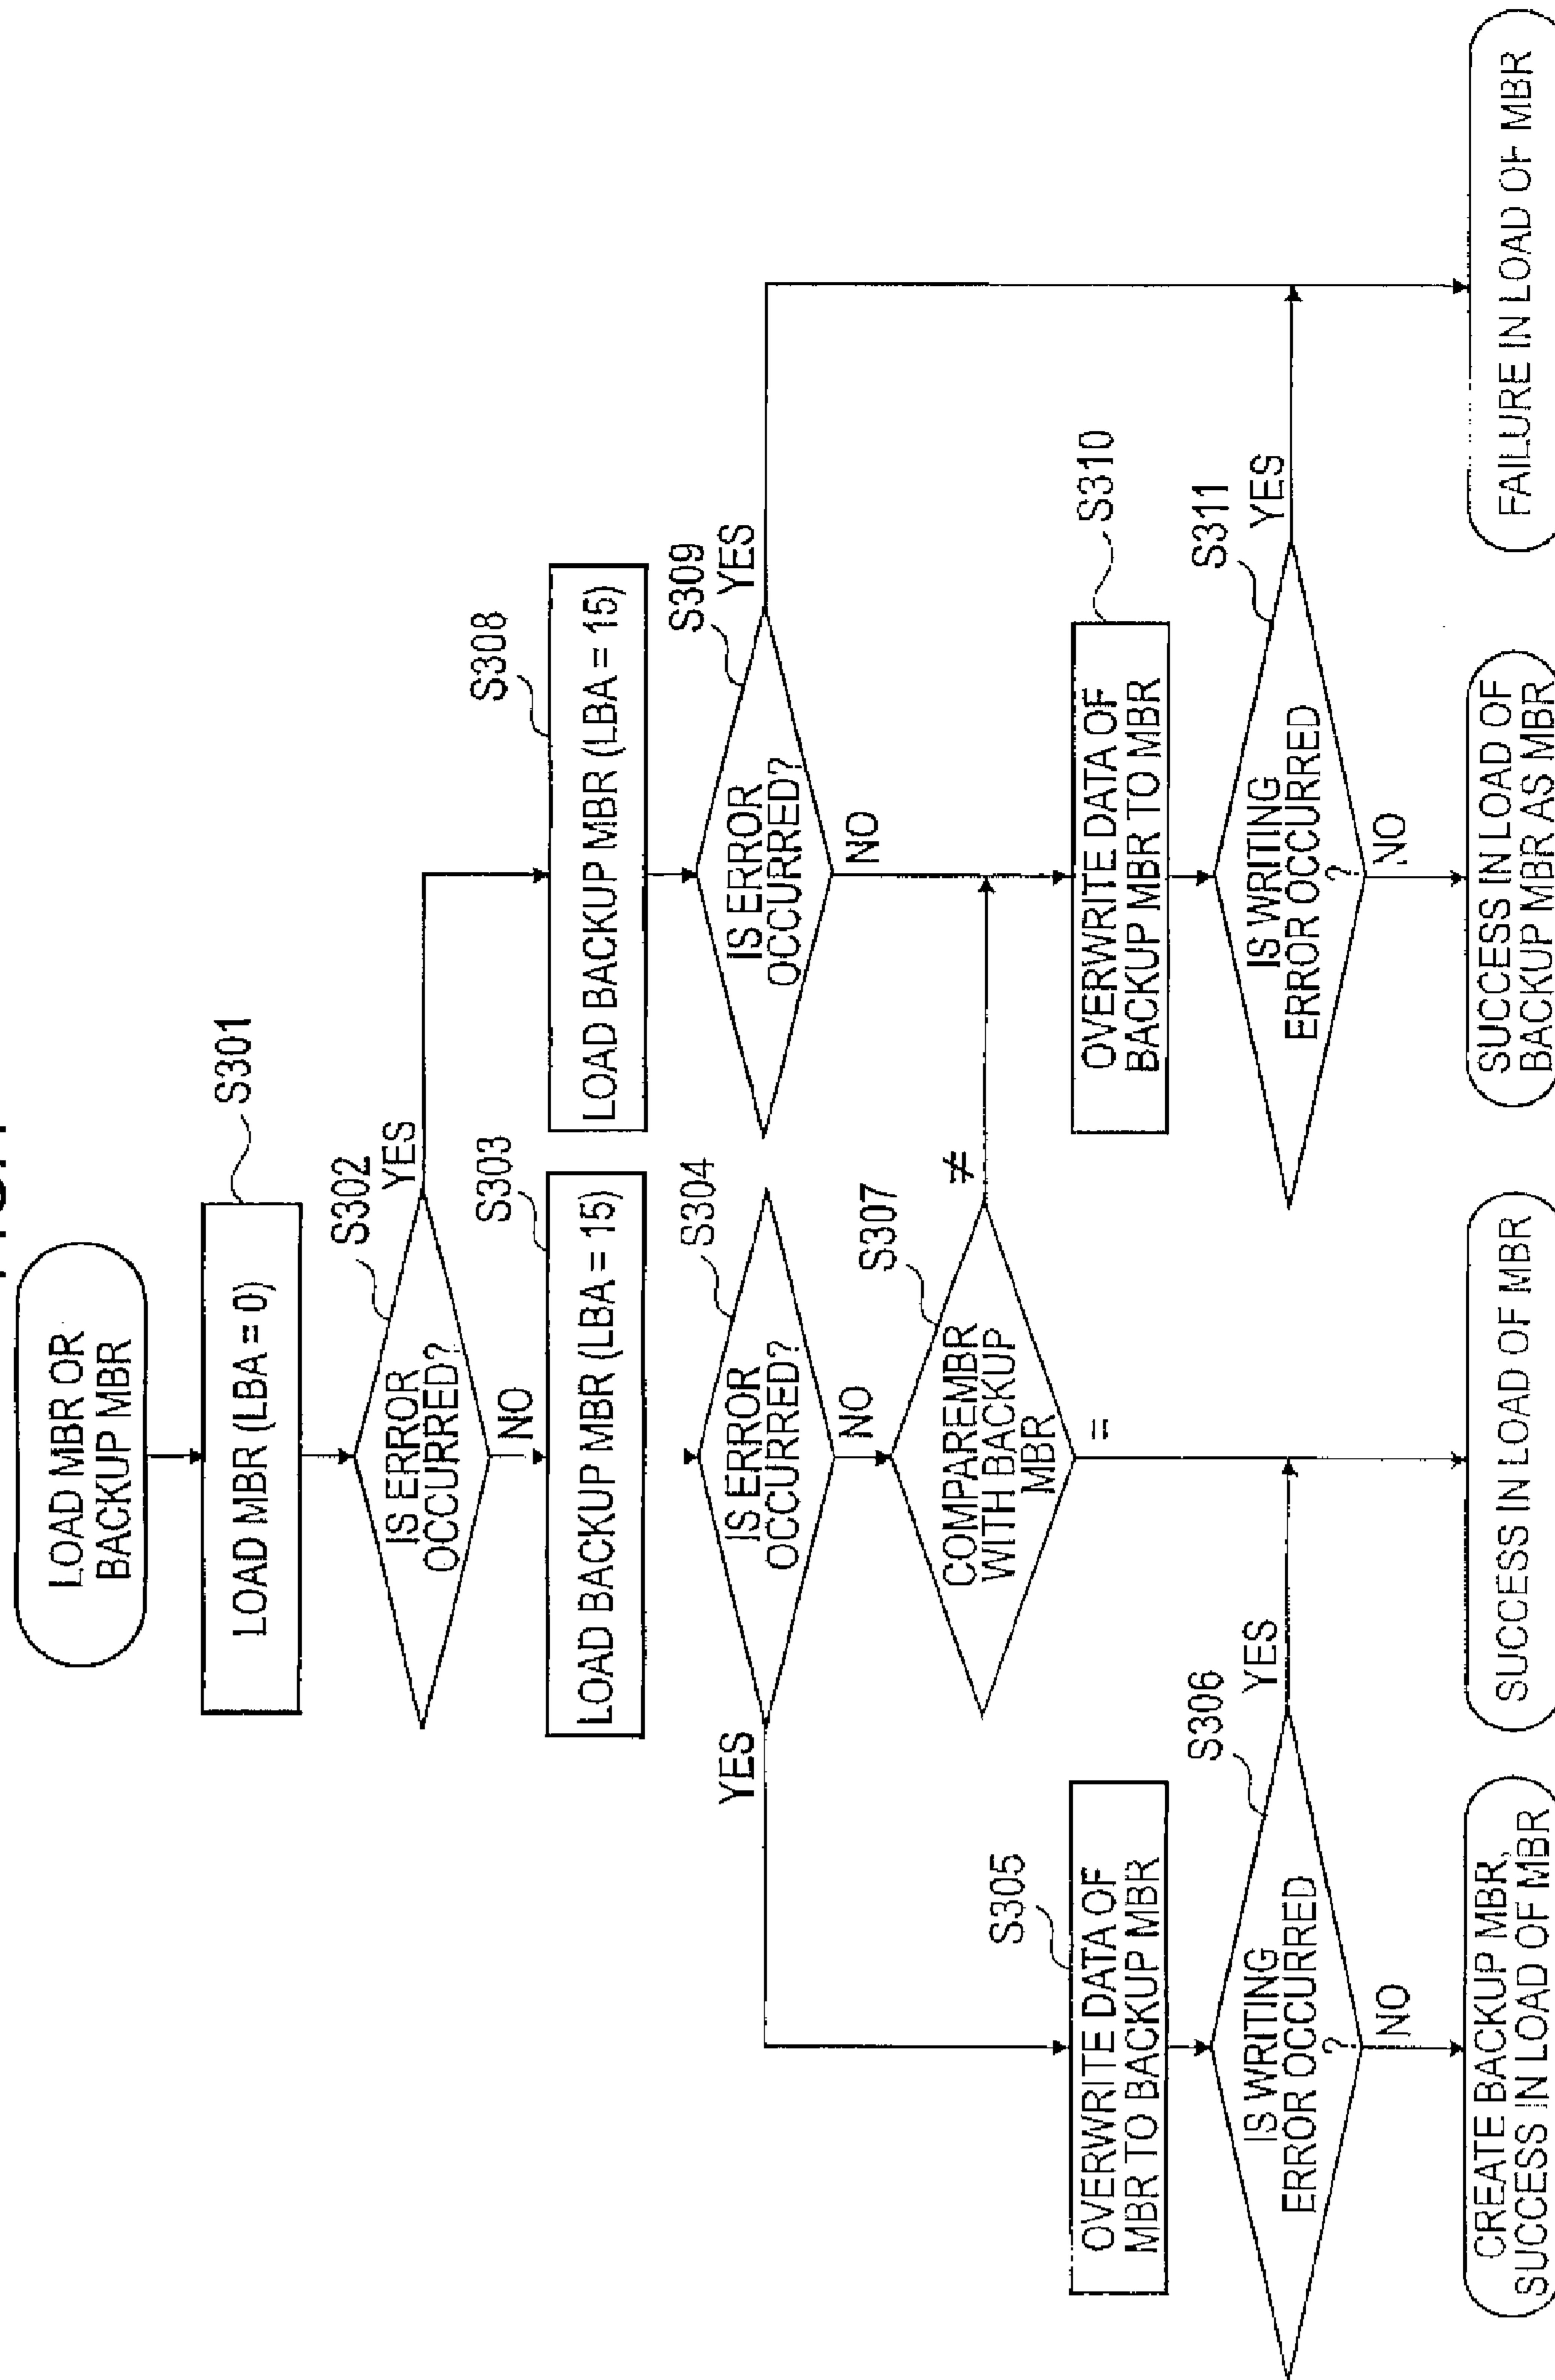 LOAD MBR OR
BACKUP MBR
S301
LOAD MBR (LBA = 0)
S302
IS ERROR
OCCURRED?
YES
NO
S303
LOAD BACKUP MBR (LBA = 15)
S308
LOAD BACKUP MBR (LBA = 15)
S304
IS ERROR
OCCURRED?
YES
NO
S309
IS ERROR
OCCURRED?
YES
NO
S307
COMPAREMBR
WITH BACKUP
MBR
≠
=
S305
OVERWRITE DATA OF
MBR TO BACKUP MBR
S310
OVERWRITE DATA OF
BACKUP MBR TO MBR
S306
IS WRITING
ERROR OCCURRED
?
YES
NO
S311
IS WRITING
ERROR OCCURRED
?
YES
NO
CREATE BACKUP MBR,
SUCCESS IN LOAD OF MBR
SUCCESS IN LOAD OF MBR
SUCCESS IN LOAD OF
BACKUP MBR AS MBR
FAILURE IN LOAD OF MBR